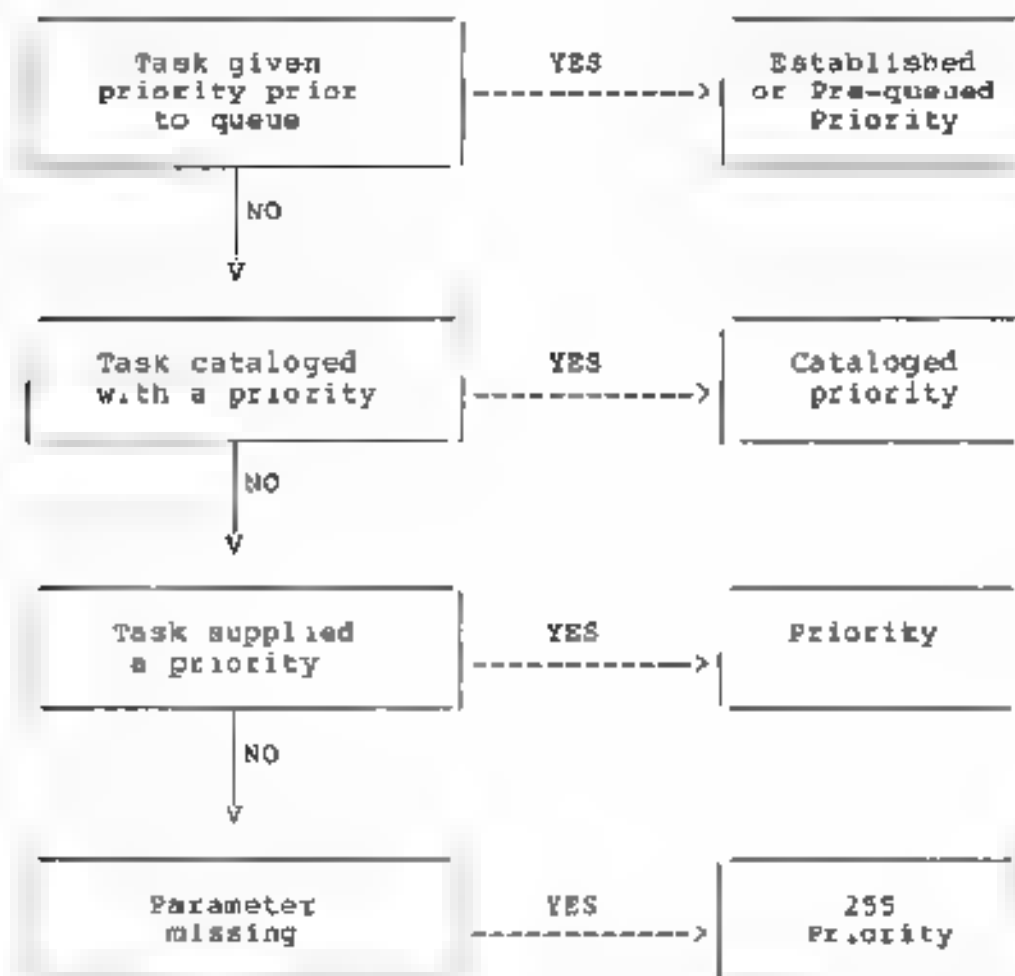 Task given
priority prior
to queue
YES
Established
or Pre-queued
Priority
NO
Task cataloged
with a priority
YES
Cataloged
priority
NO
Task supplied
a priority
YES
Priority
NO
Parameter
missing
YES
255
Priority